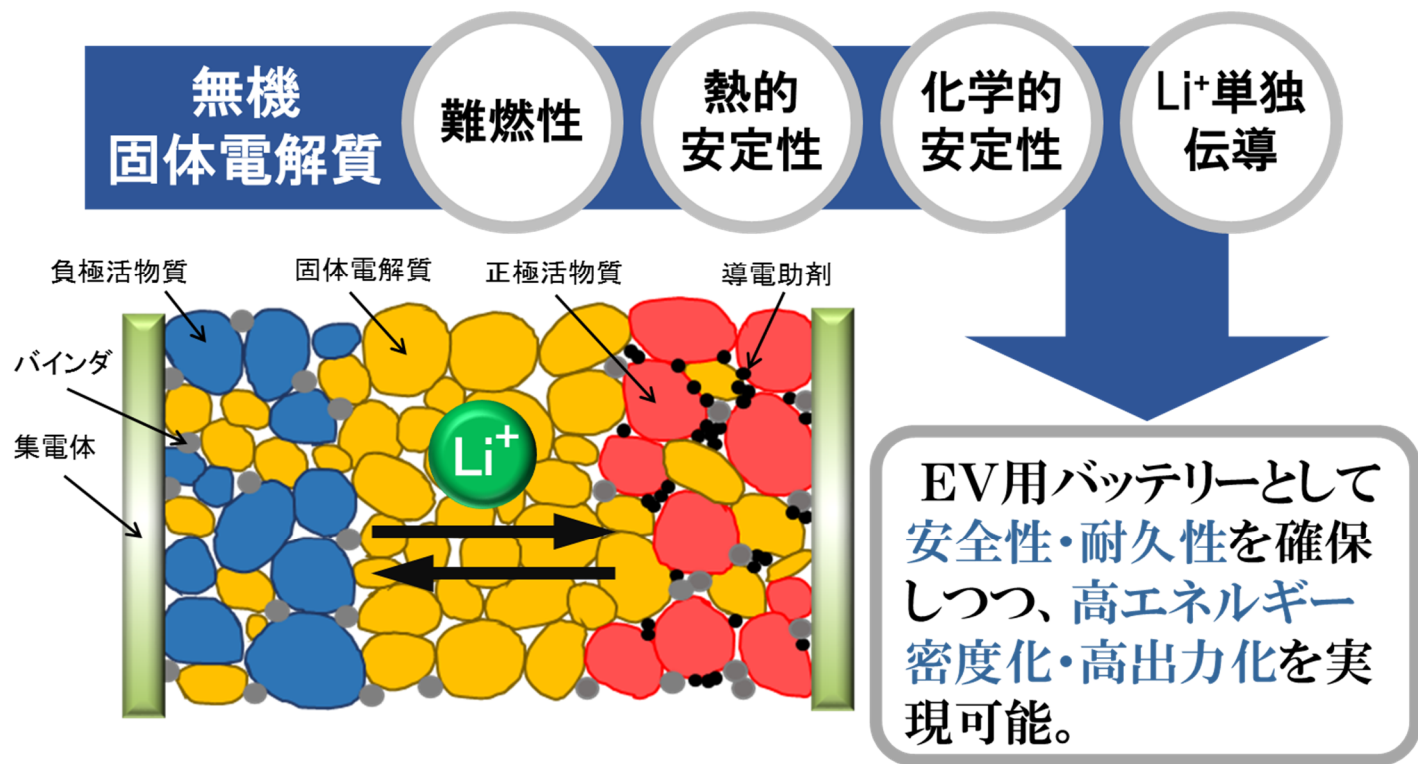 無機
固体電解質
難燃性
熱的
安定性
化学的
安定性
Li⁺単独
伝導
負極活物質
固体電解質
正極活物質
導電助剤
バインダ
集電体
Li⁺
EV用バッテリーとして
安全性・耐久性を確保
しつつ、高エネルギー
密度化・高出力化を実
現可能。